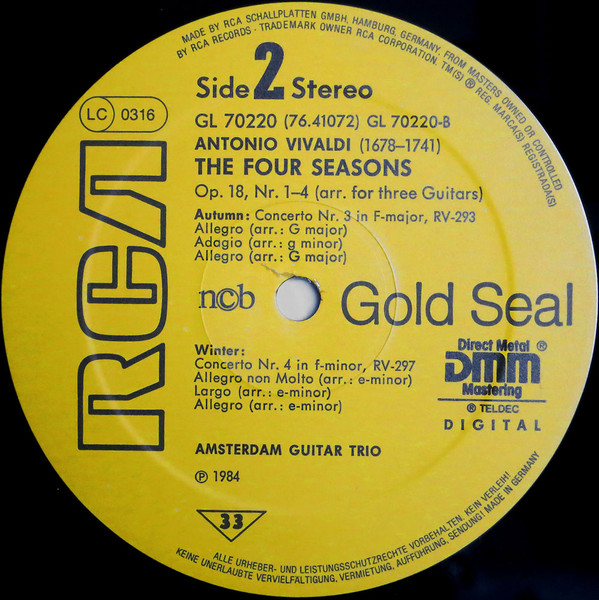 MADE BY RCA SCHALLPLATTEN GMBH, HAMBURG, GERMANY, FROM MASTERS OWNED OR CONTROLLED
BY RCA RECORDS · TRADEMARK OWNER RCA CORPORATION. TM(S) ® REG. MARCA(S) REGISTRADA(S)
Side 2 Stereo
LC 0316
GL 70220 (76.41072) GL 70220-B
ANTONIO VIVALDI (1678–1741)
THE FOUR SEASONS
Op. 18, Nr. 1–4 (arr. for three Guitars)
Autumn: Concerto Nr. 3 in F-major, RV-293
Allegro (arr.: G major)
Adagio (arr.: g minor)
Allegro (arr.: G major)
RCA
ncb
Gold Seal
Winter:
Concerto Nr. 4 in f-minor, RV-297
Allegro non Molto (arr.: e-minor)
Largo (arr.: e-minor)
Allegro (arr.: e-minor)
Direct Metal ®
DMM
Mastering
® TELDEC
DIGITAL
AMSTERDAM GUITAR TRIO
℗ 1984
33
ALLE URHEBER- UND LEISTUNGSSCHUTZRECHTE VORBEHALTEN. KEIN VERLEIH!
KEINE UNERLAUBTE VERVIELFÄLTIGUNG, VERMIETUNG, AUFFÜHRUNG, SENDUNG! MADE IN GERMANY